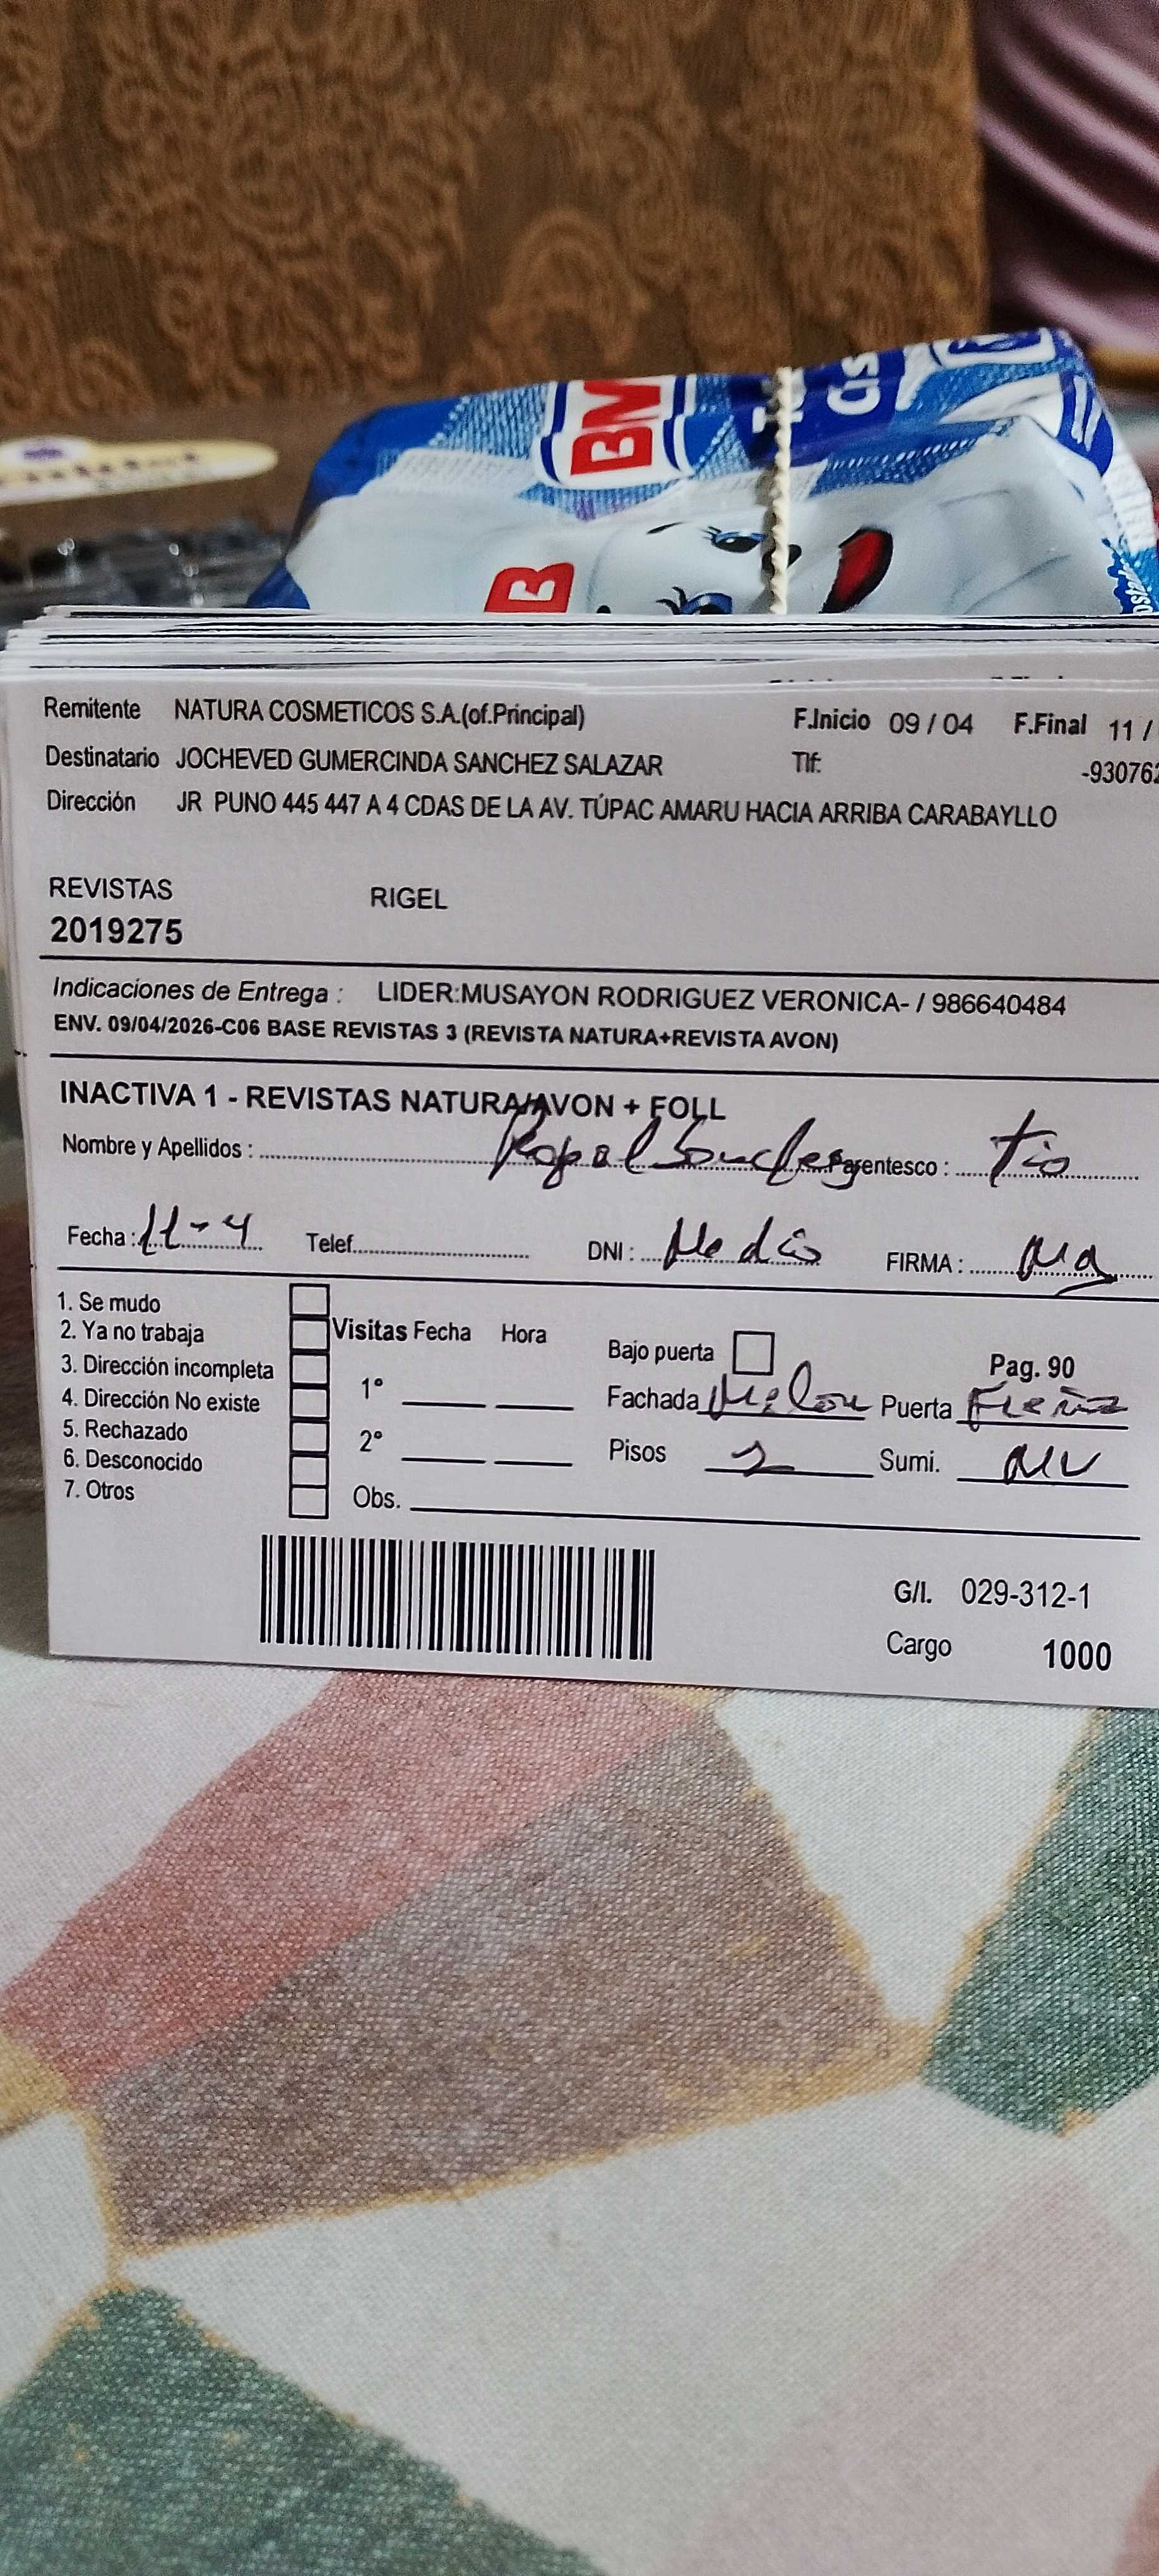 BM
B
Remitente NATURA COSMETICOS S.A.(of.Principal) F.Inicio 09 / 04 F.Final 11 /
Destinatario JOCHEVED GUMERCINDA SANCHEZ SALAZAR Tlf: -930762
Dirección JR PUNO 445 447 A 4 CDAS DE LA AV. TÚPAC AMARU HACIA ARRIBA CARABAYLLO
REVISTAS RIGEL
2019275
Indicaciones de Entrega : LIDER:MUSAYON RODRIGUEZ VERONICA- / 986640484
ENV. 09/04/2026-C06 BASE REVISTAS 3 (REVISTA NATURA+REVISTA AVON)
INACTIVA 1 - REVISTAS NATURA/AVON + FOLL
Nombre y Apellidos : Parentesco : Tio
Fecha : 11-4 Telef. DNI : FIRMA :
1. Se mudo
2. Ya no trabaja Visitas Fecha Hora Bajo puerta
3. Dirección incompleta 1° Pag. 90
4. Dirección No existe Fachada Puerta
5. Rechazado 2° Pisos 2 Sumi.
6. Desconocido
7. Otros Obs.
G/I. 029-312-1
Cargo 1000